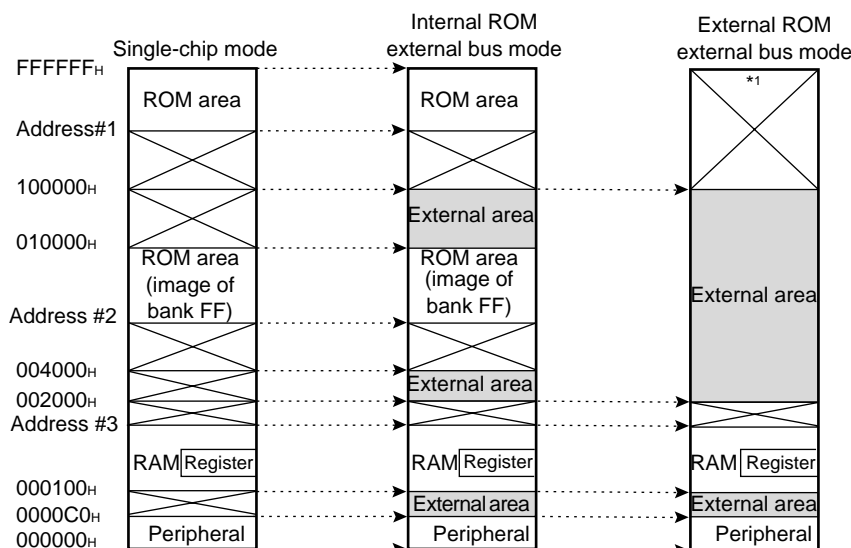 Single-chip mode
Internal ROM
external bus mode
External ROM
external bus mode
FFFFFFH
Address#1
100000H
010000H
Address #2
004000H
002000H
Address #3
000100H
0000C0H
000000H
ROM area
ROM area
(image of
bank FF)
RAM
Register
Peripheral
ROM area
External area
ROM area
(image of
bank FF)
External area
RAM
Register
External area
Peripheral
*1
External area
RAM
Register
External area
Peripheral